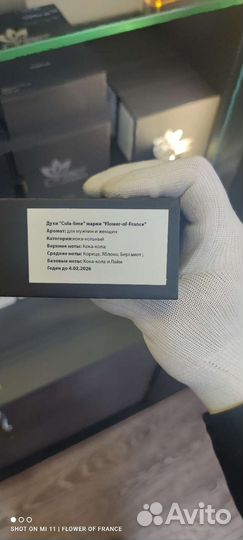 Духи "Cola-lime" марки "Flower-of-France"
Аромат: для мужчин и женщин
Категория:кока-кольный
Верхние ноты: Кока-кола
Средние ноты: Корица, Яблоко, Бергамот ;
Базовые ноты: Кока-кола и Лайм
Годен до 4.02.2026
SHOT ON MI 11 | FLOWER OF FRANCE
Avito